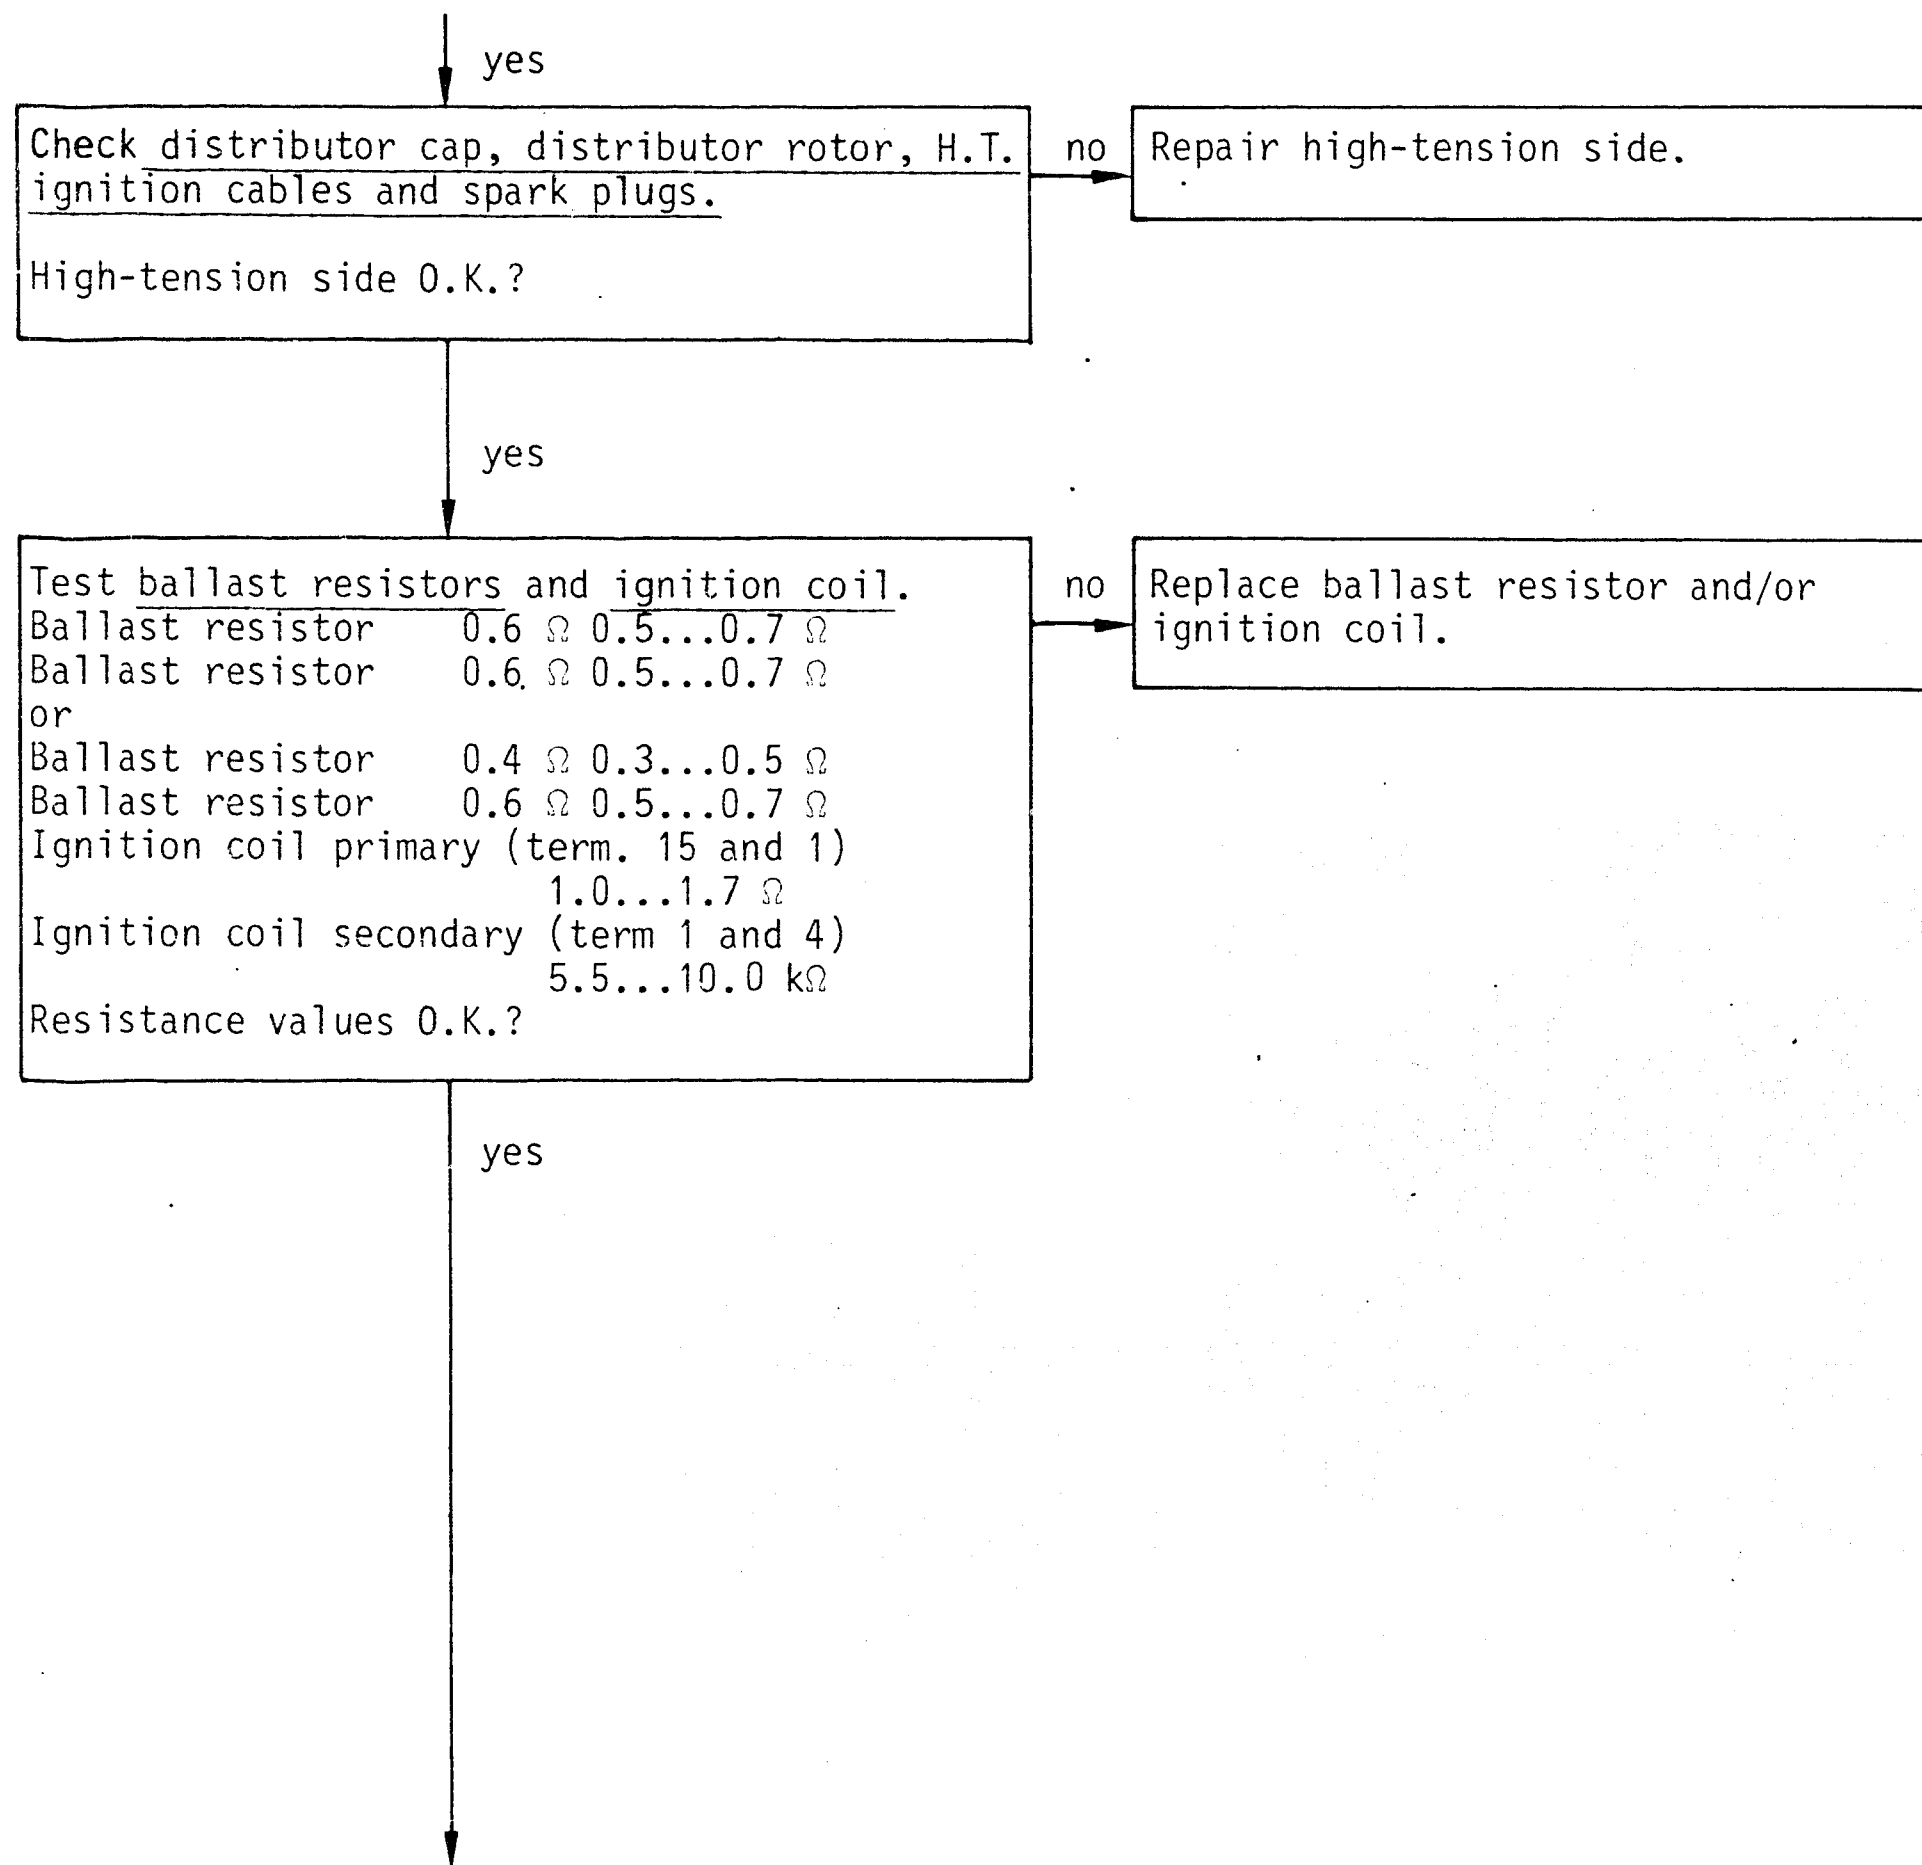 yes
Check distributor cap, distributor rotor, H.T.
ignition cables and spark plugs.
High-tension side O.K.?
no
Repair high-tension side.
yes
Test ballast resistors and ignition coil.
Ballast resistor 0.6 Ω 0.5...0.7 Ω
Ballast resistor 0.6 Ω 0.5...0.7 Ω
or
Ballast resistor 0.4 Ω 0.3...0.5 Ω
Ballast resistor 0.6 Ω 0.5...0.7 Ω
Ignition coil primary (term. 15 and 1)
1.0...1.7 Ω
Ignition coil secondary (term 1 and 4)
5.5...10.0 kΩ
Resistance values O.K.?
no
Replace ballast resistor and/or
ignition coil.
yes